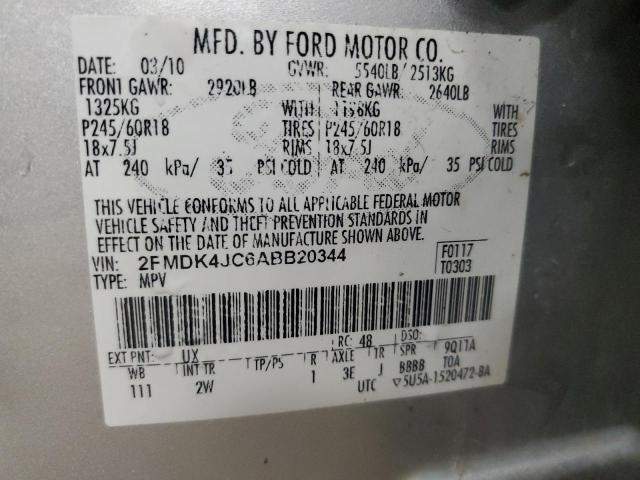 MFD. BY FORD MOTOR CO.
DATE: 03/10 GVWR: 5540LB/2513KG
FRONT GAWR: 2920LB REAR GAWR: 2640LB
1325KG WITH 1198KG WITH
P245/60R18 TIRES P245/60R18 TIRES
18x7.5J RIMS 18x7.5J RIMS
AT 240 kPa/ 35 PSI COLD AT 240 kPa/ 35 PSI COLD
THIS VEHICLE CONFORMS TO ALL APPLICABLE FEDERAL MOTOR
VEHICLE SAFETY AND THEFT PREVENTION STANDARDS IN
EFFECT ON THE DATE OF MANUFACTURE SHOWN ABOVE.
VIN: 2FMDK4JC6ABB20344 F0117
TYPE: MPV T0303
RC: 48 DSO:
EXT PNT: UX
WB INT TR TP/PS R AXLE TR SPR 9011A
111 2W 1 3E J BBBB TOA
UTC ▽5U5A-1520472-BA